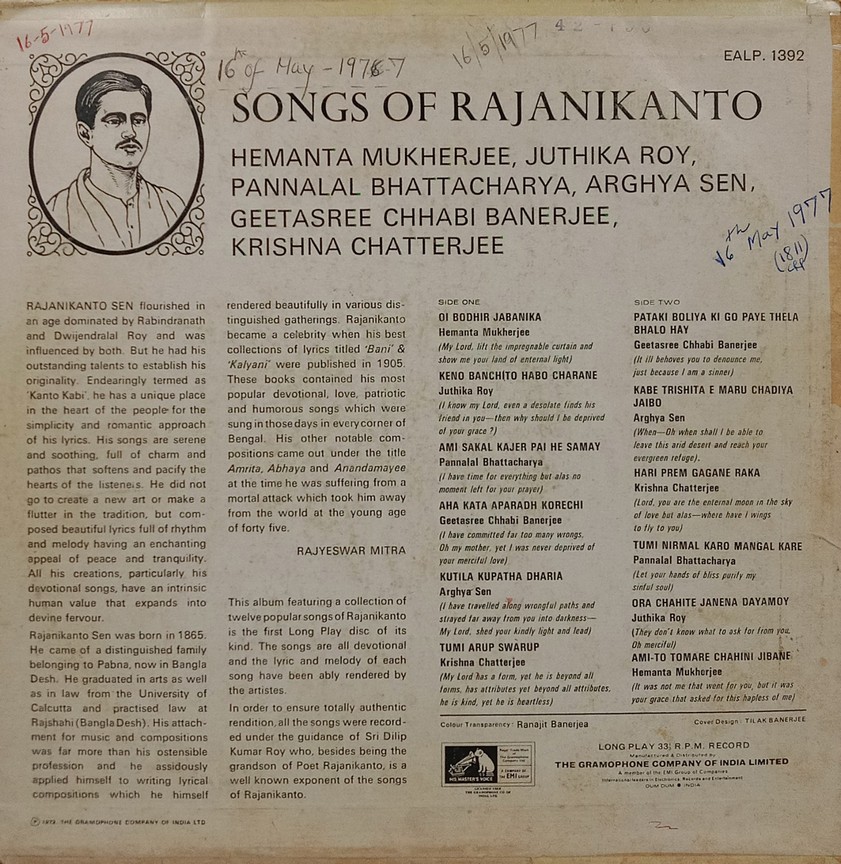 16-5-1977
16th of May - 1977
16/5/1977
EALP. 1392
SONGS OF RAJANIKANTO
HEMANTA MUKHERJEE, JUTHIKA ROY,
PANNALAL BHATTACHARYA, ARGHYA SEN,
GEETASREE CHHABI BANERJEE,
KRISHNA CHATTERJEE
16th May 1977
(1811)
RAJANIKANTO SEN flourished in
an age dominated by Rabindranath
and Dwijendralal Roy and was
influenced by both. But he had his
outstanding talents to establish his
originality. Endearingly termed as
'Kanto Kabi', he has a unique place
in the heart of the people for the
simplicity and romantic approach
of his lyrics. His songs are serene
and soothing, full of charm and
pathos that softens and pacify the
hearts of the listeners. He did not
go to create a new art or make a
flutter in the tradition, but com-
posed beautiful lyrics full of rhythm
and melody having an enchanting
appeal of peace and tranquility.
All his creations, particularly his
devotional songs, have an intrinsic
human value that expands into
devine fervour.
Rajanikanto Sen was born in 1865.
He came of a distinguished family
belonging to Pabna, now in Bangla
Desh. He graduated in arts as well
as in law from the University of
Calcutta and practised law at
Rajshahi (Bangla Desh). His attach-
ment for music and compositions
was far more than his ostensible
profession and he assiduously
applied himself to writing lyrical
compositions which he himself
rendered beautifully in various dis-
tinguished gatherings. Rajanikanto
became a celebrity when his best
collections of lyrics titled 'Bani' &
'Kalyani' were published in 1905.
These books contained his most
popular devotional, love, patriotic
and humorous songs which were
sung in those days in every corner of
Bengal. His other notable com-
positions came out under the title
Amrita, Abhaya and Anandamayee
at the time he was suffering from a
mortal attack which took him away
from the world at the young age
of forty five.
RAJYESWAR MITRA
This album featuring a collection of
twelve popular songs of Rajanikanto
is the first Long Play disc of its
kind. The songs are all devotional
and the lyric and melody of each
song have been ably rendered by
the artistes.
In order to ensure totally authentic
rendition, all the songs were record-
ed under the guidance of Sri Dilip
Kumar Roy who, besides being the
grandson of Poet Rajanikanto, is a
well known exponent of the songs
of Rajanikanto.
SIDE ONE
OI BODHIR JABANIKA
Hemanta Mukherjee
(My Lord, lift the impregnable curtain and
show me your land of enternal light)
KENO BANCHITO HABO CHARANE
Juthika Roy
(I know my Lord, even a desolate finds his
friend in you—then why should I be deprived
of your grace ?)
AMI SAKAL KAJER PAI HE SAMAY
Pannalal Bhattacharya
(I have time for everything but alas no
moment left for your prayer)
AHA KATA APARADH KORECHI
Geetasree Chhabi Banerjee
(I have committed far too many wrongs,
Oh my mother, yet I was never deprived of
your merciful love)
KUTILA KUPATHA DHARIA
Arghya Sen
(I have travelled along wrongful paths and
strayed far away from you into darkness—
My Lord, shed your kindly light and lead)
TUMI ARUP SWARUP
Krishna Chatterjee
(My Lord has a form, yet he is beyond all
forms, has attributes yet beyond all attributes,
he is kind, yet he is heartless)
SIDE TWO
PATAKI BOLIYA KI GO PAYE THELA
BHALO HAY
Geetasree Chhabi Banerjee
(It ill behoves you to denounce me,
just because I am a sinner)
KABE TRISHITA E MARU CHADIYA
JAIBO
Arghya Sen
(When—Oh when shall I be able to
leave this arid desert and reach your
evergreen refuge).
HARI PREM GAGANE RAKA
Krishna Chatterjee
(Lord, you are the enternal moon in the sky
of love but alas—where have I wings
to fly to you)
TUMI NIRMAL KARO MANGAL KARE
Pannalal Bhattacharya
(Let your hands of bliss purify my
sinful soul)
ORA CHAHITE JANENA DAYAMOY
Juthika Roy
(They don't know what to ask for from you,
Oh merciful)
AMI-TO TOMARE CHAHINI JIBANE
Hemanta Mukherjee
(It was not me that went for you, but it was
your grace that asked for this hapless of me)
Colour Transparency : Ranajit Banerjea
Cover Design : TILAK BANERJEE
HIS MASTER'S VOICE
LONG PLAY 33⅓ R.P.M. RECORD
Manufactured & Distributed by
THE GRAMOPHONE COMPANY OF INDIA LIMITED
A member of the EMI Group of Companies
International leaders in Electronics, Records and Entertainment
DUM DUM ● INDIA
THE GRAMOPHONE COMPANY OF INDIA LTD